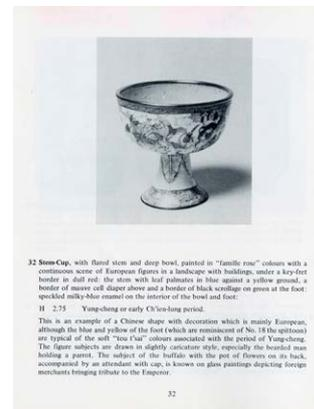 32 Stem-Cup, with flared stem and deep bowl, painted in "famille rose" colours with a
continuous scene of European figures in a landscape with buildings, under a key-fret
border in dull red: the stem with leaf palmates in blue against a yellow ground, a
border of mauve cell diaper above and a border of black scrollage on green at the foot:
speckled milky-blue enamel on the interior of the bowl and foot:
H 2.75 Yung-cheng or early Ch'ien-lung period.
This is an example of a Chinese shape with decoration which is mainly European,
although the blue and yellow of the foot (which are reminiscent of No. 18 the spittoon)
are typical of the soft "tou t'sai" colours associated with the period of Yung-cheng.
The figure subjects are drawn in slightly caricature style, especially the bearded man
holding a parrot. The subject of the buffalo with the pot of flowers on its back,
accompanied by an attendant with cap, is known on glass paintings depicting foreign
merchants bringing tribute to the Emperor.
32